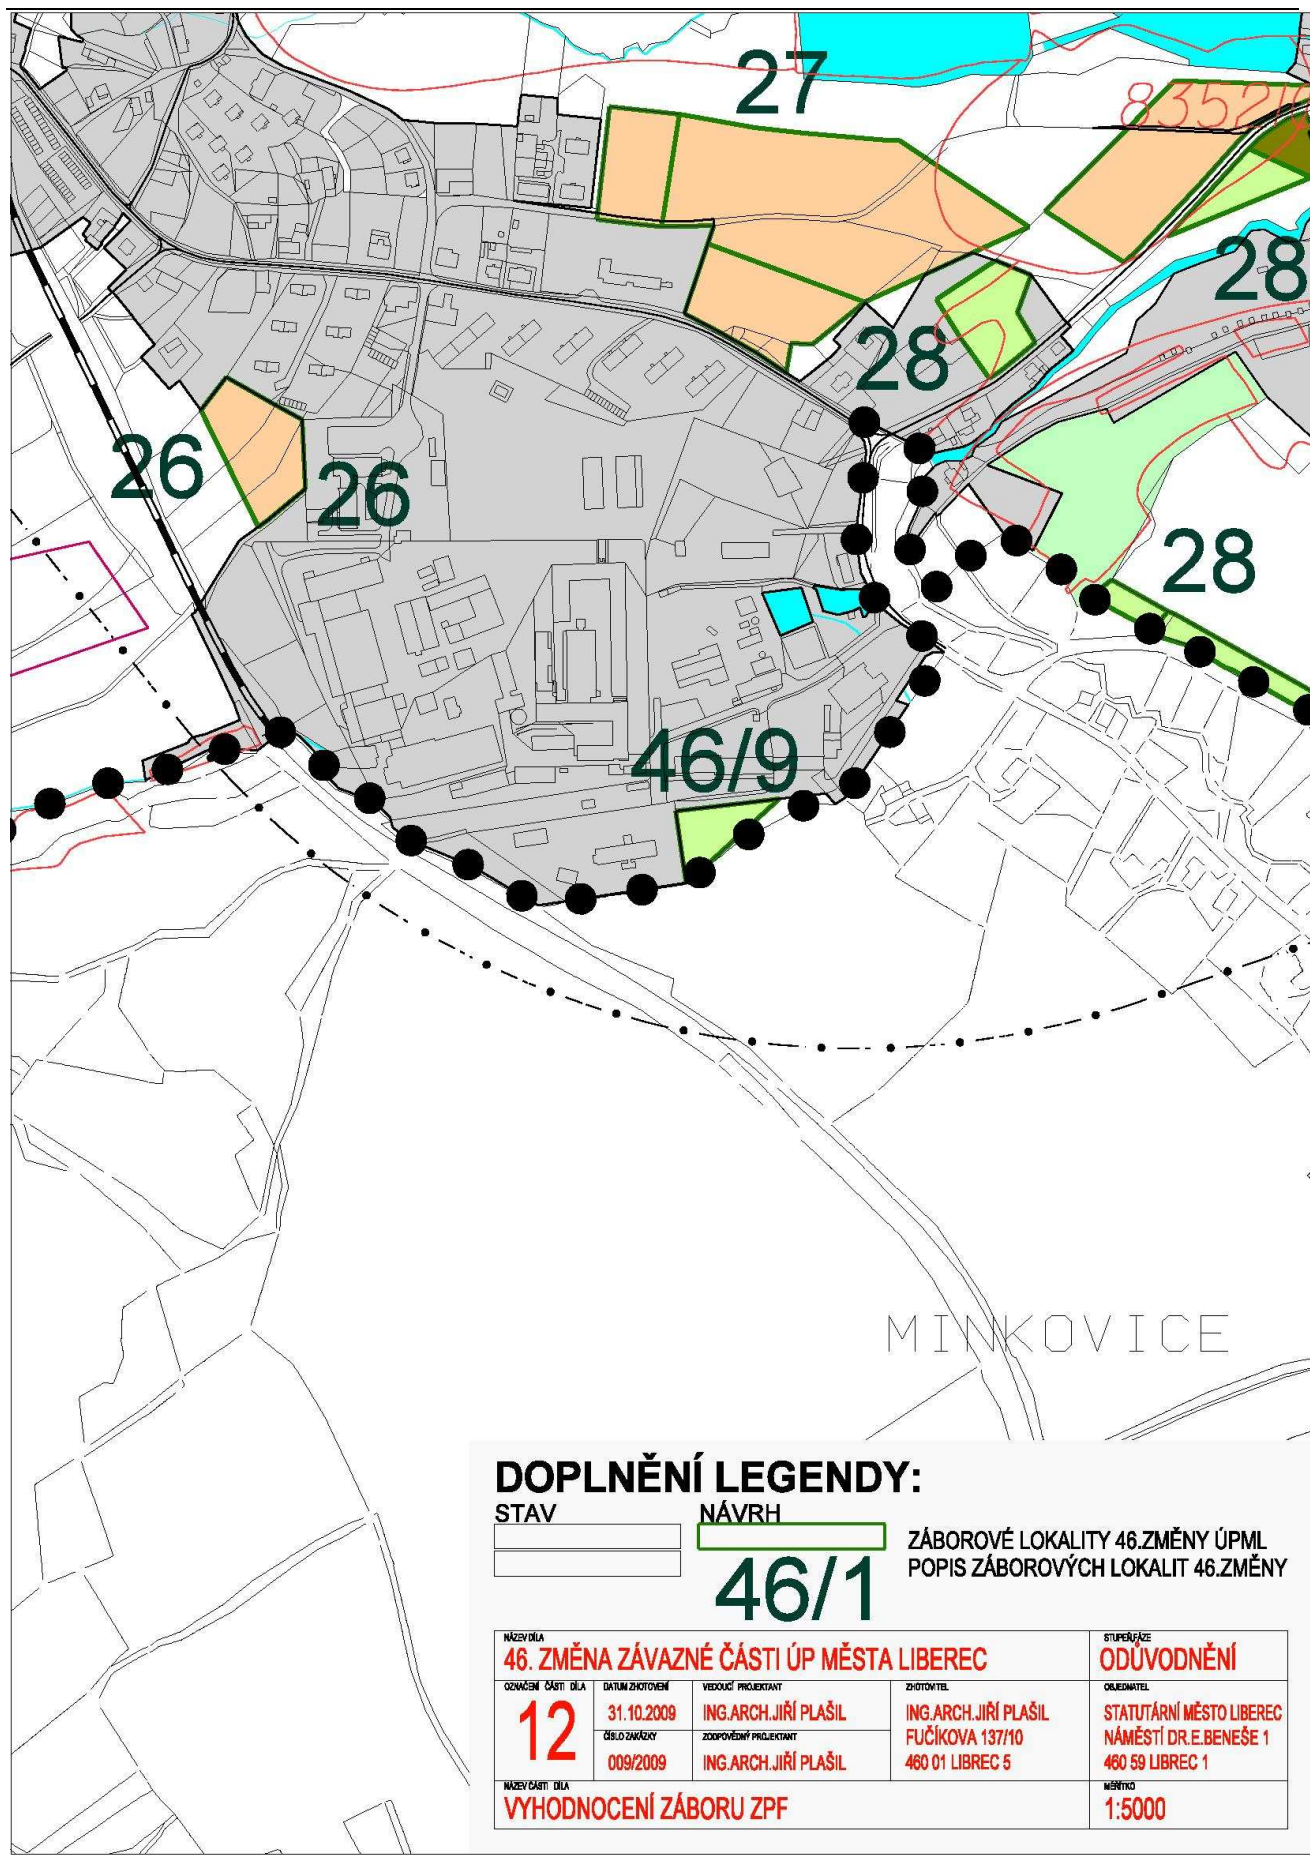 27
8352
28
28
26
26
28
46/9
MINKOVICE
DOPLNĚNÍ LEGENDY:
STAV NÁVRH
ZÁBOROVÉ LOKALITY 46.ZMĚNY ÚPML
46/1 POPIS ZÁBOROVÝCH LOKALIT 46.ZMĚNY
NÁZEV DÍLA STUPEŇ/FÁZE
46. ZMĚNA ZÁVAZNÉ ČÁSTI ÚP MĚSTA LIBEREC ODŮVODNĚNÍ
OZNAČENÍ ČÁSTI DÍLA DATUM ZHOTOVENÍ VEDOUCÍ PROJEKTANT ZHOTOVITEL OBJEDNATEL
12 31.10.2009 ING.ARCH.JIŘÍ PLAŠIL ING.ARCH.JIŘÍ PLAŠIL STATUTÁRNÍ MĚSTO LIBEREC
ČÍSLO ZAKÁZKY ZODPOVĚDNÝ PROJEKTANT FUČÍKOVA 137/10 NÁMĚSTÍ DR.E.BENEŠE 1
009/2009 ING.ARCH.JIŘÍ PLAŠIL 460 01 LIBREC 5 460 59 LIBREC 1
NÁZEV ČÁSTI DÍLA MĚŘÍTKO
VYHODNOCENÍ ZÁBORU ZPF 1:5000